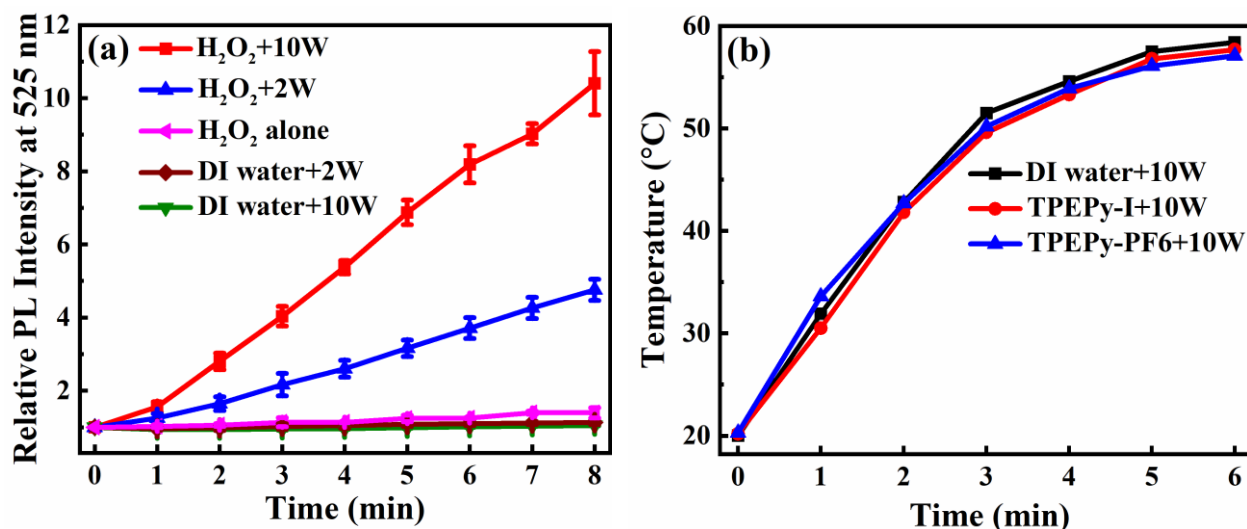 (a)
Relative PL Intensity at 525 nm
12
10
8
6
4
2
H₂O₂+10W
H₂O₂+2W
H₂O₂ alone
DI water+2W
DI water+10W
0 1 2 3 4 5 6 7 8
Time (min)
(b)
Temperature (°C)
60
50
40
30
20
DI water+10W
TPEPy-I+10W
TPEPy-PF6+10W
0 1 2 3 4 5 6
Time (min)